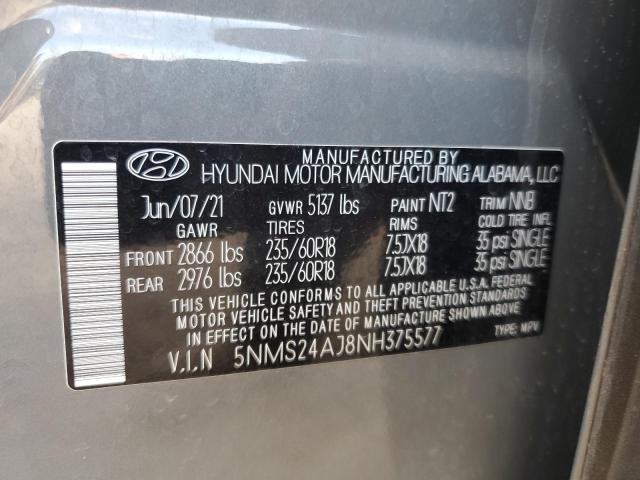 MANUFACTURED BY
HYUNDAI MOTOR MANUFACTURING ALABAMA, LLC
Jun/07/21 GVWR 5137 lbs PAINT NT2 TRIM NNB
GAWR TIRES RIMS COLD TIRE INFL
FRONT 2866 lbs 235/60R18 7.5JX18 35 psi SINGLE
REAR 2976 lbs 235/60R18 7.5JX18 35 psi SINGLE
THIS VEHICLE CONFORMS TO ALL APPLICABLE U.S.A. FEDERAL
MOTOR VEHICLE SAFETY AND THEFT PREVENTION STANDARDS
IN EFFECT ON THE DATE OF MANUFACTURE SHOWN ABOVE
V.I.N 5NMS24AJ8NH375577 TYPE: MPV